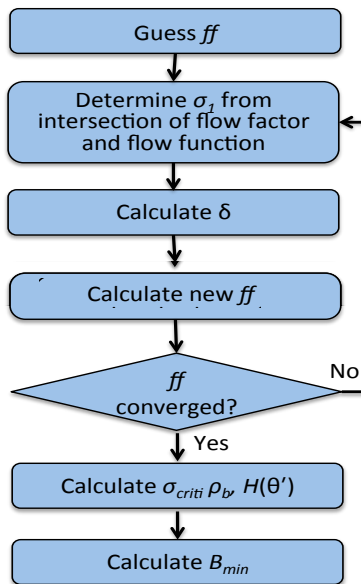 Guess ff
Determine σ1 from
intersection of flow factor
and flow function
Calculate δ
Calculate new ff
ff
converged?
No
Yes
Calculate σcriti ρb, H(θ')
Calculate Bmin